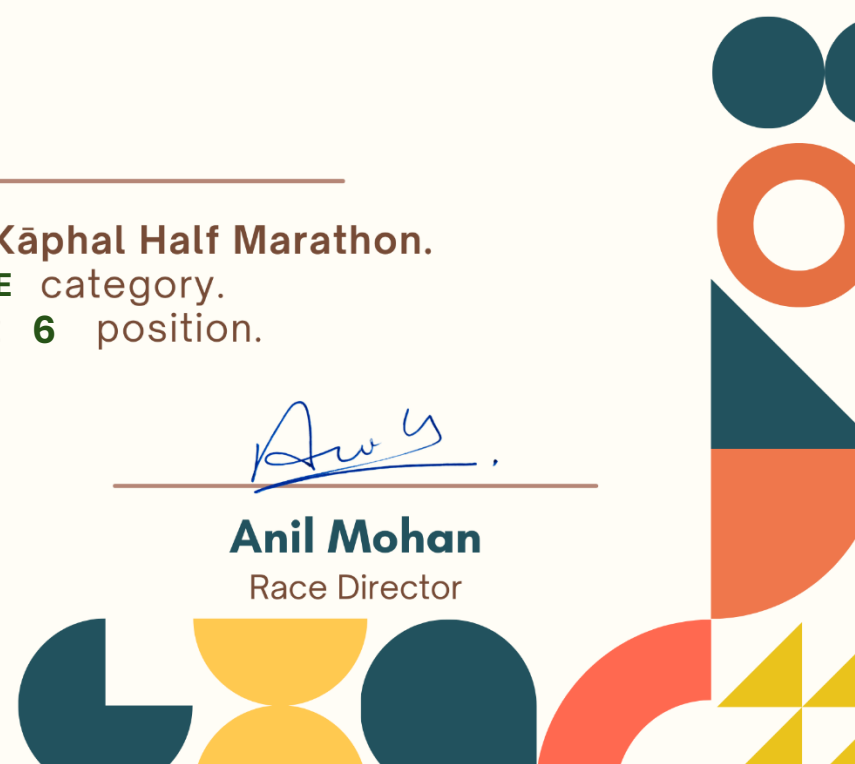 Kāphal Half Marathon.
E category.
6 position.
Anil Mohan
Race Director